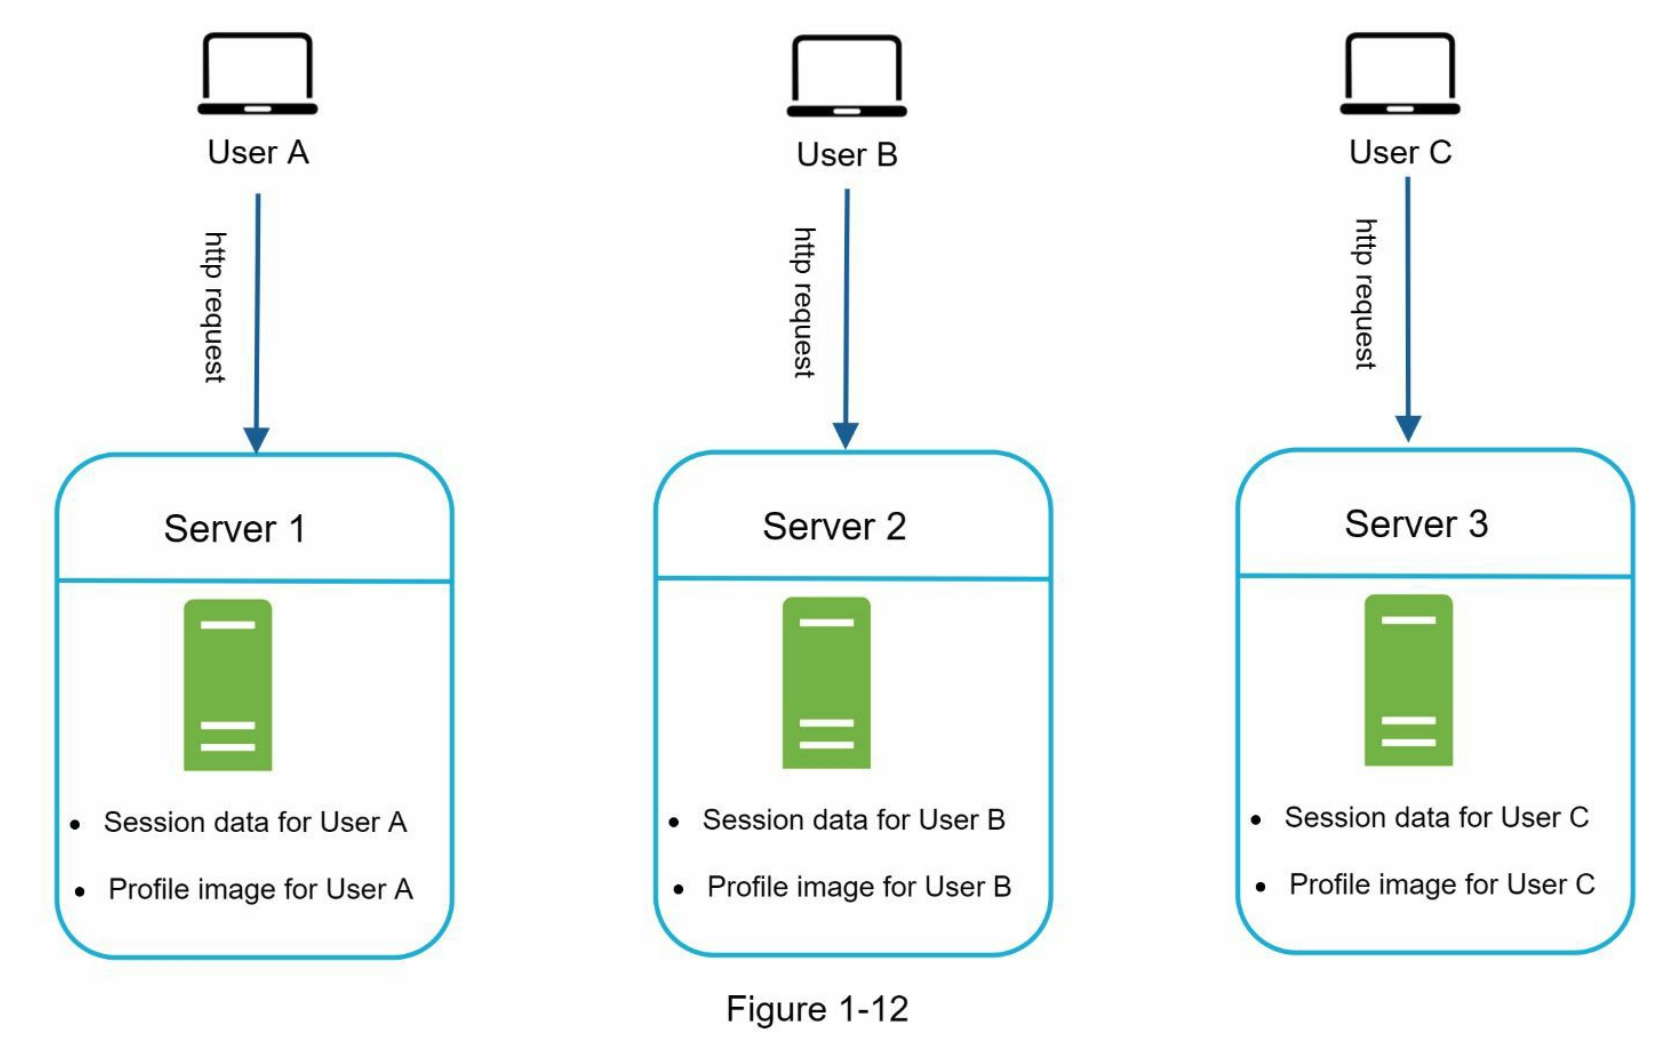 User A
User B
User C
http request
http request
http request
Server 1
Server 2
Server 3
• Session data for User A
• Profile image for User A
• Session data for User B
• Profile image for User B
• Session data for User C
• Profile image for User C
Figure 1-12